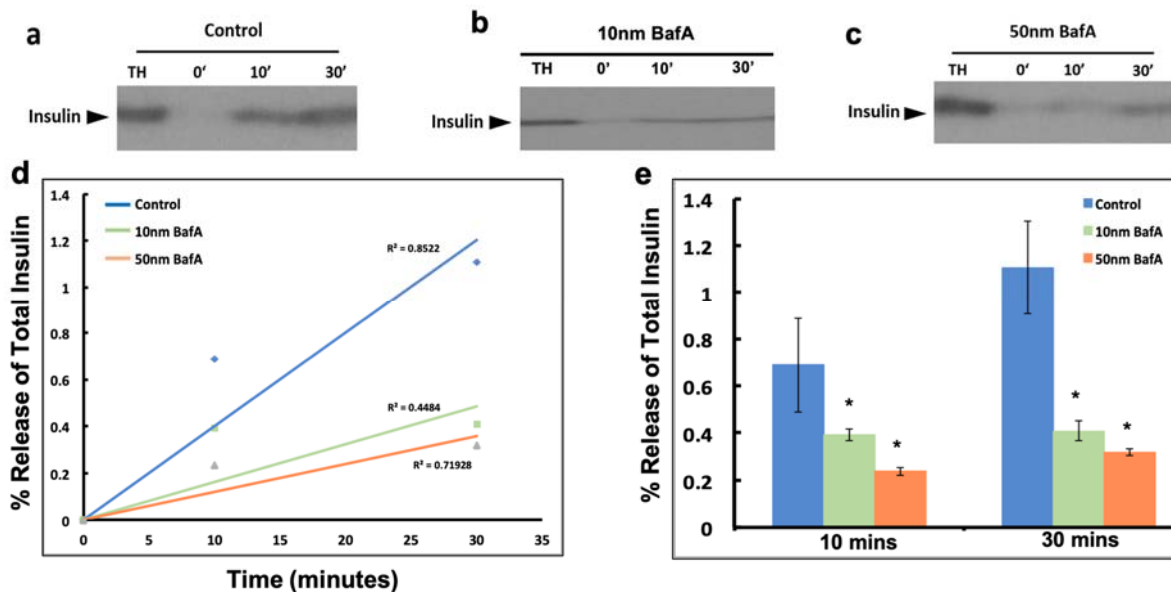 a
Control
TH 0' 10' 30'
Insulin
b
10nm BafA
TH 0' 10' 30'
Insulin
c
50nm BafA
TH 0' 10' 30'
Insulin
d
% Release of Total Insulin
1.4
1.2
1
0.8
0.6
0.4
0.2
0
Control
10nm BafA
50nm BafA
R² = 0.8522
R² = 0.4484
R² = 0.71928
0 5 10 15 20 25 30 35
Time (minutes)
e
% Release of Total Insulin
1.4
1.2
1
0.8
0.6
0.4
0.2
0
Control
10nm BafA
50nm BafA
* *
* *
10 mins 30 mins